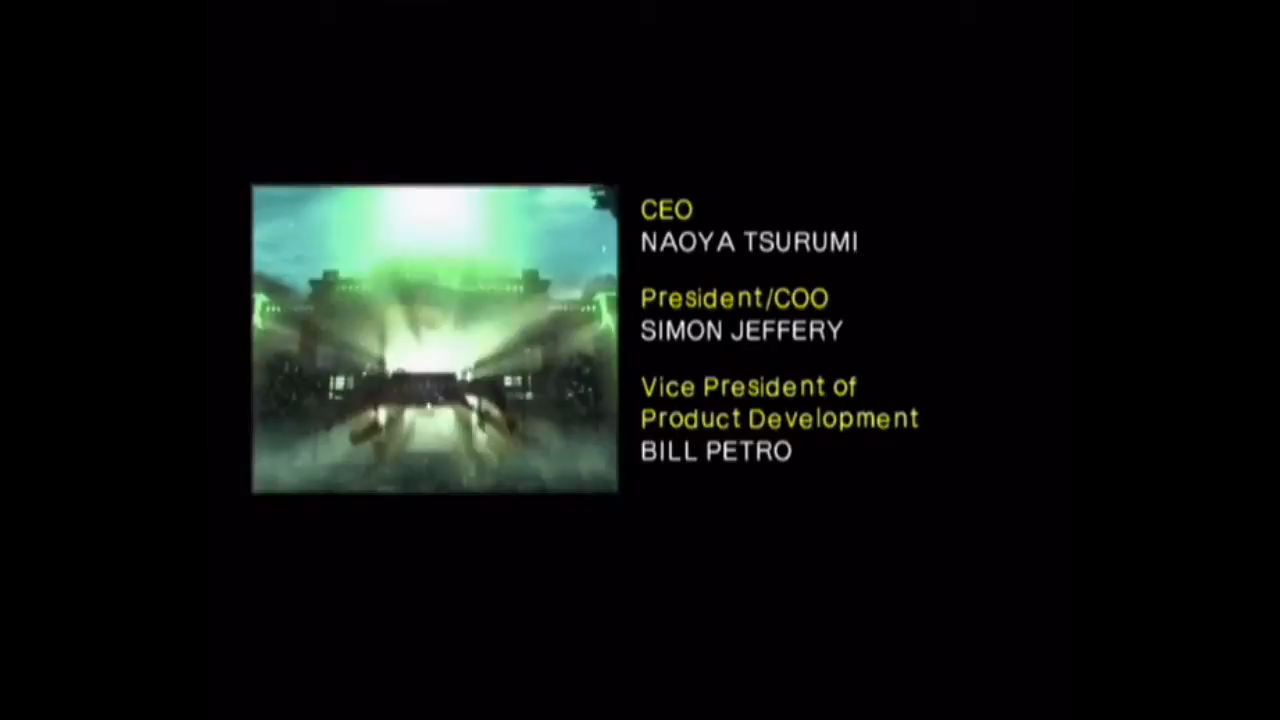 CEO
NAOYA TSURUMI
President/COO
SIMON JEFFERY
Vice President of
Product Development
BILL PETRO